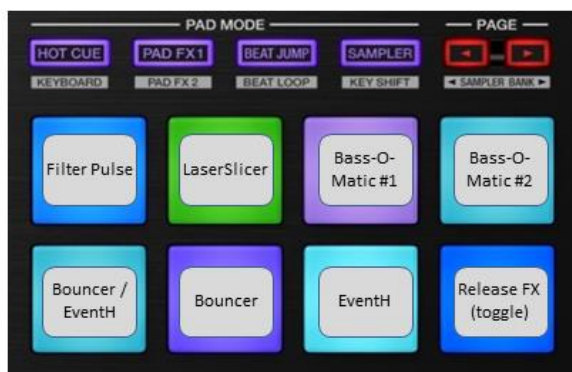 PAD MODE
PAGE
HOT CUE
PAD FX1
BEAT JUMP
SAMPLER
KEYBOARD
PAD FX 2
BEAT LOOP
KEY SHIFT
◄ SAMPLER BANK ►
Filter Pulse
LaserSlicer
Bass-O-
Matic #1
Bass-O-
Matic #2
Bouncer /
EventH
Bouncer
EventH
Release FX
(toggle)